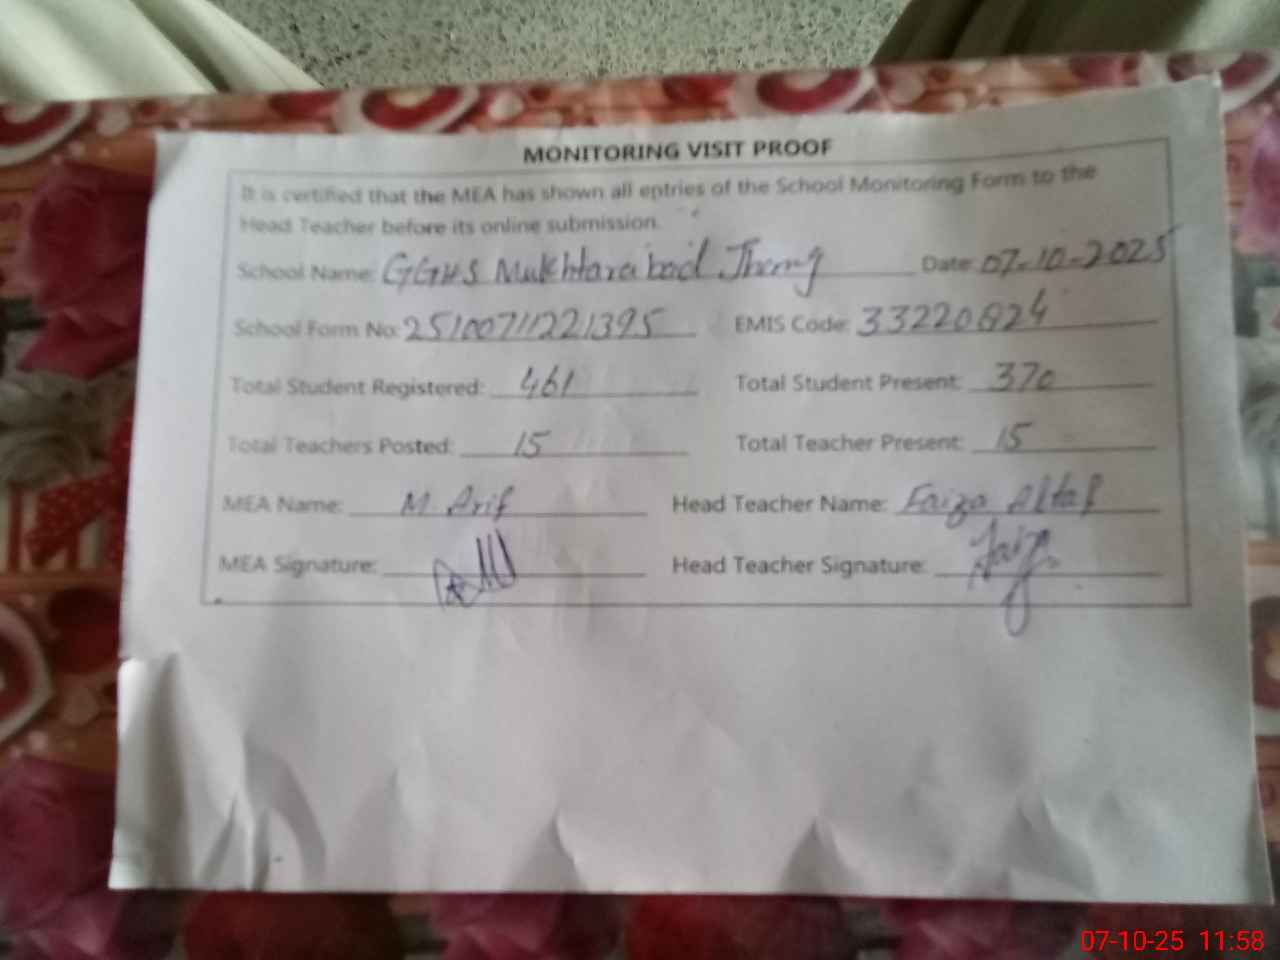 MONITORING VISIT PROOF
It is certified that the MEA has shown all entries of the School Monitoring Form to the
Head Teacher before its online submission.
School Name: GGHS Mukhtarabad Jhang Date: 07-10-2025
School Form No: 25100711221395 EMIS Code: 33220824
Total Student Registered: 461 Total Student Present: 370
Total Teachers Posted: 15 Total Teacher Present: 15
MEA Name: M. Arif Head Teacher Name: Faiza Altaf
MEA Signature: Head Teacher Signature: Faiza
07-10-25 11:58